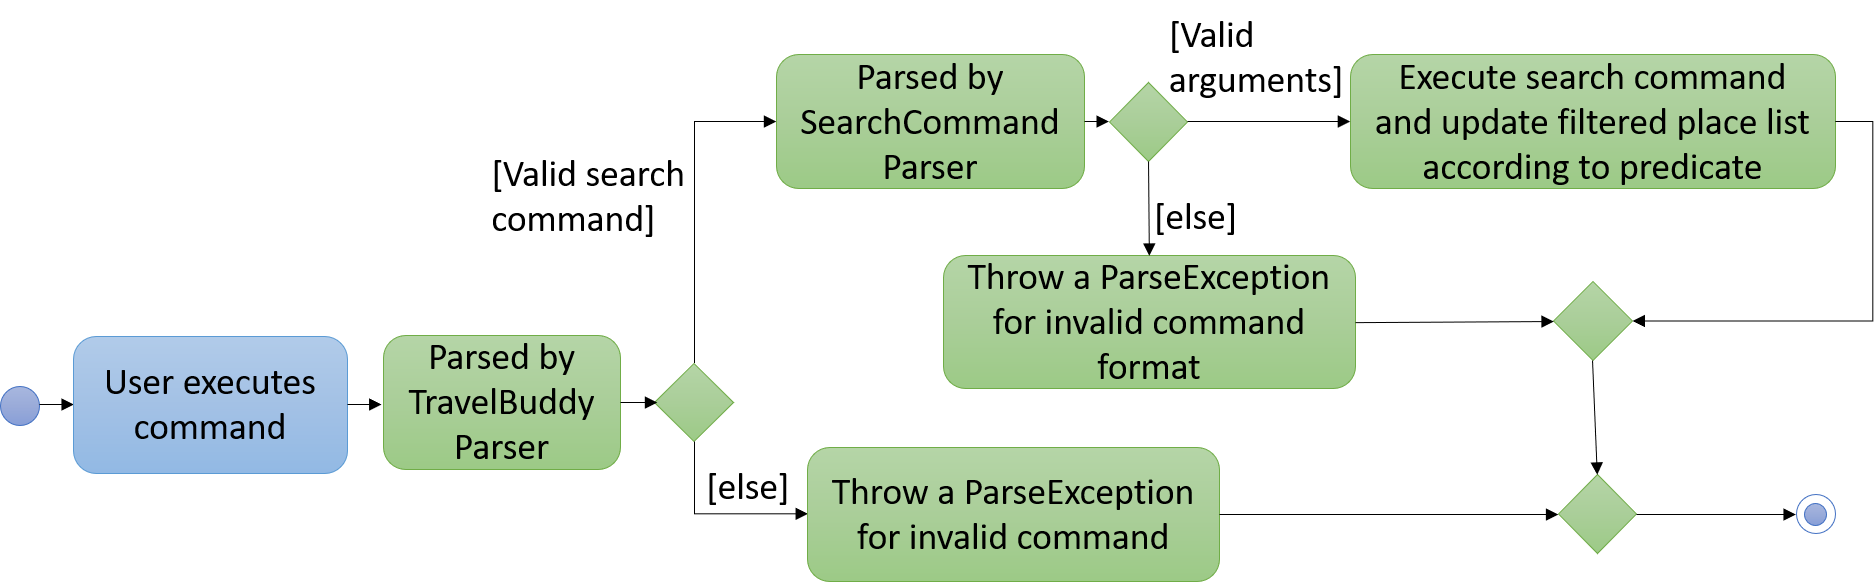 User executes
command
Parsed by
TravelBuddy
Parser
[Valid search
command]
Parsed by
SearchCommand
Parser
[Valid
arguments]
Execute search command
and update filtered place list
according to predicate
[else]
Throw a ParseException
for invalid command
format
[else]
Throw a ParseException
for invalid command